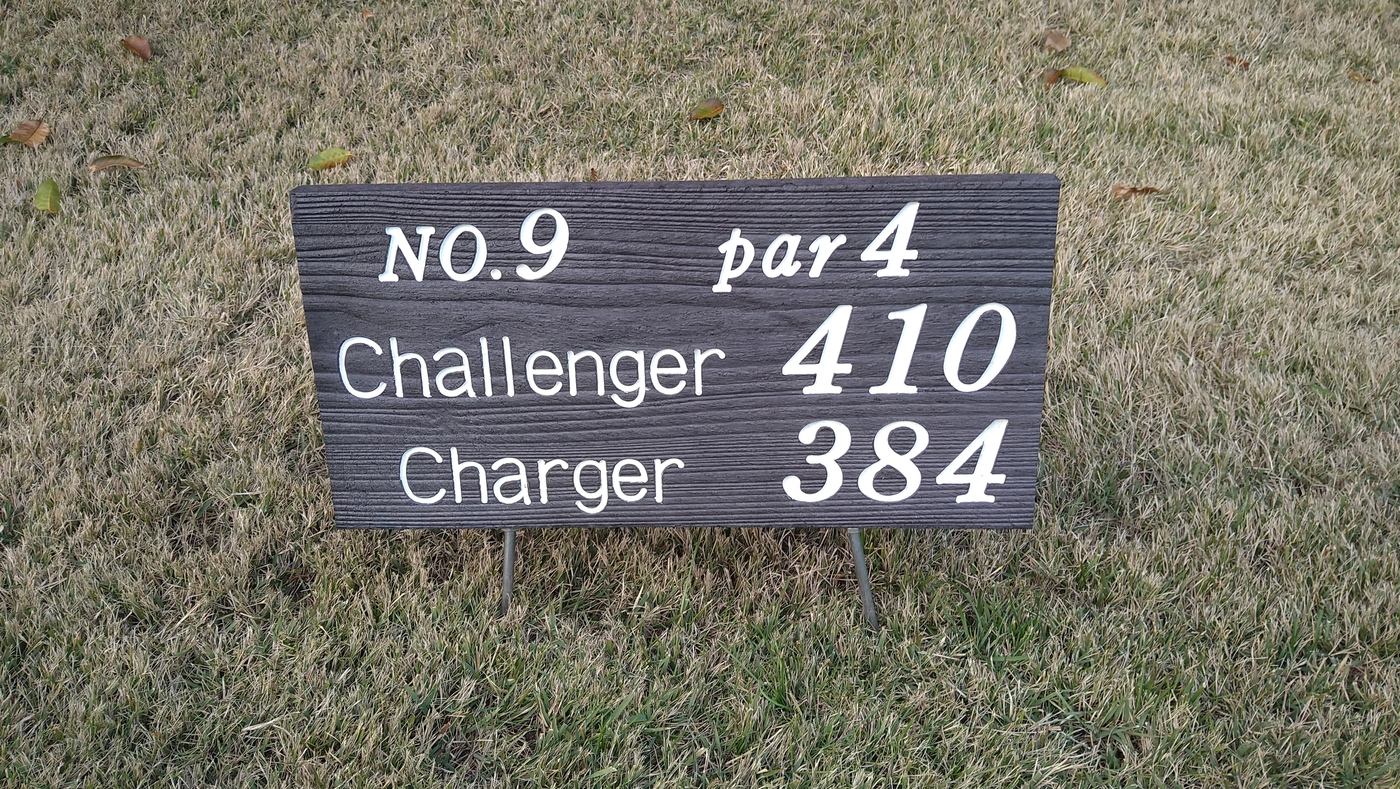 NO.9 par 4
Challenger 410
Charger 384